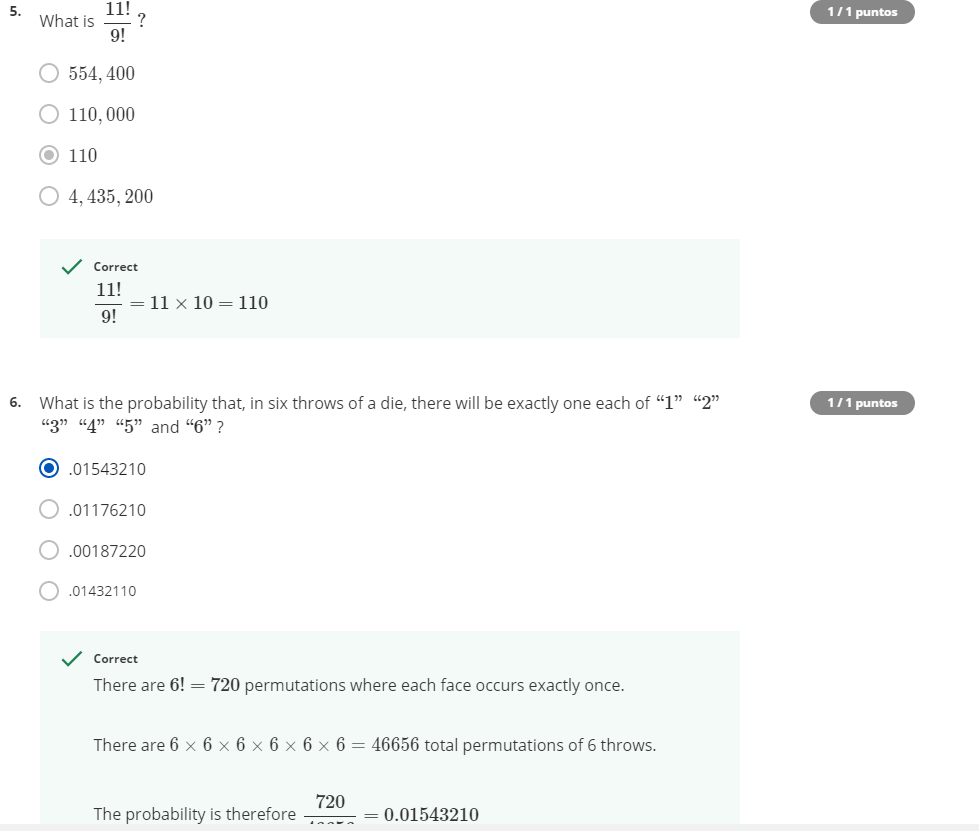 5. What is 11!/9! ?
1 / 1 puntos
554, 400
110, 000
110
4, 435, 200
Correct
11!/9! = 11 × 10 = 110
6. What is the probability that, in six throws of a die, there will be exactly one each of “1” “2”
1 / 1 puntos
“3” “4” “5” and “6” ?
.01543210
.01176210
.00187220
.01432110
Correct
There are 6! = 720 permutations where each face occurs exactly once.
There are 6 × 6 × 6 × 6 × 6 × 6 = 46656 total permutations of 6 throws.
The probability is therefore 720/46656 = 0.01543210